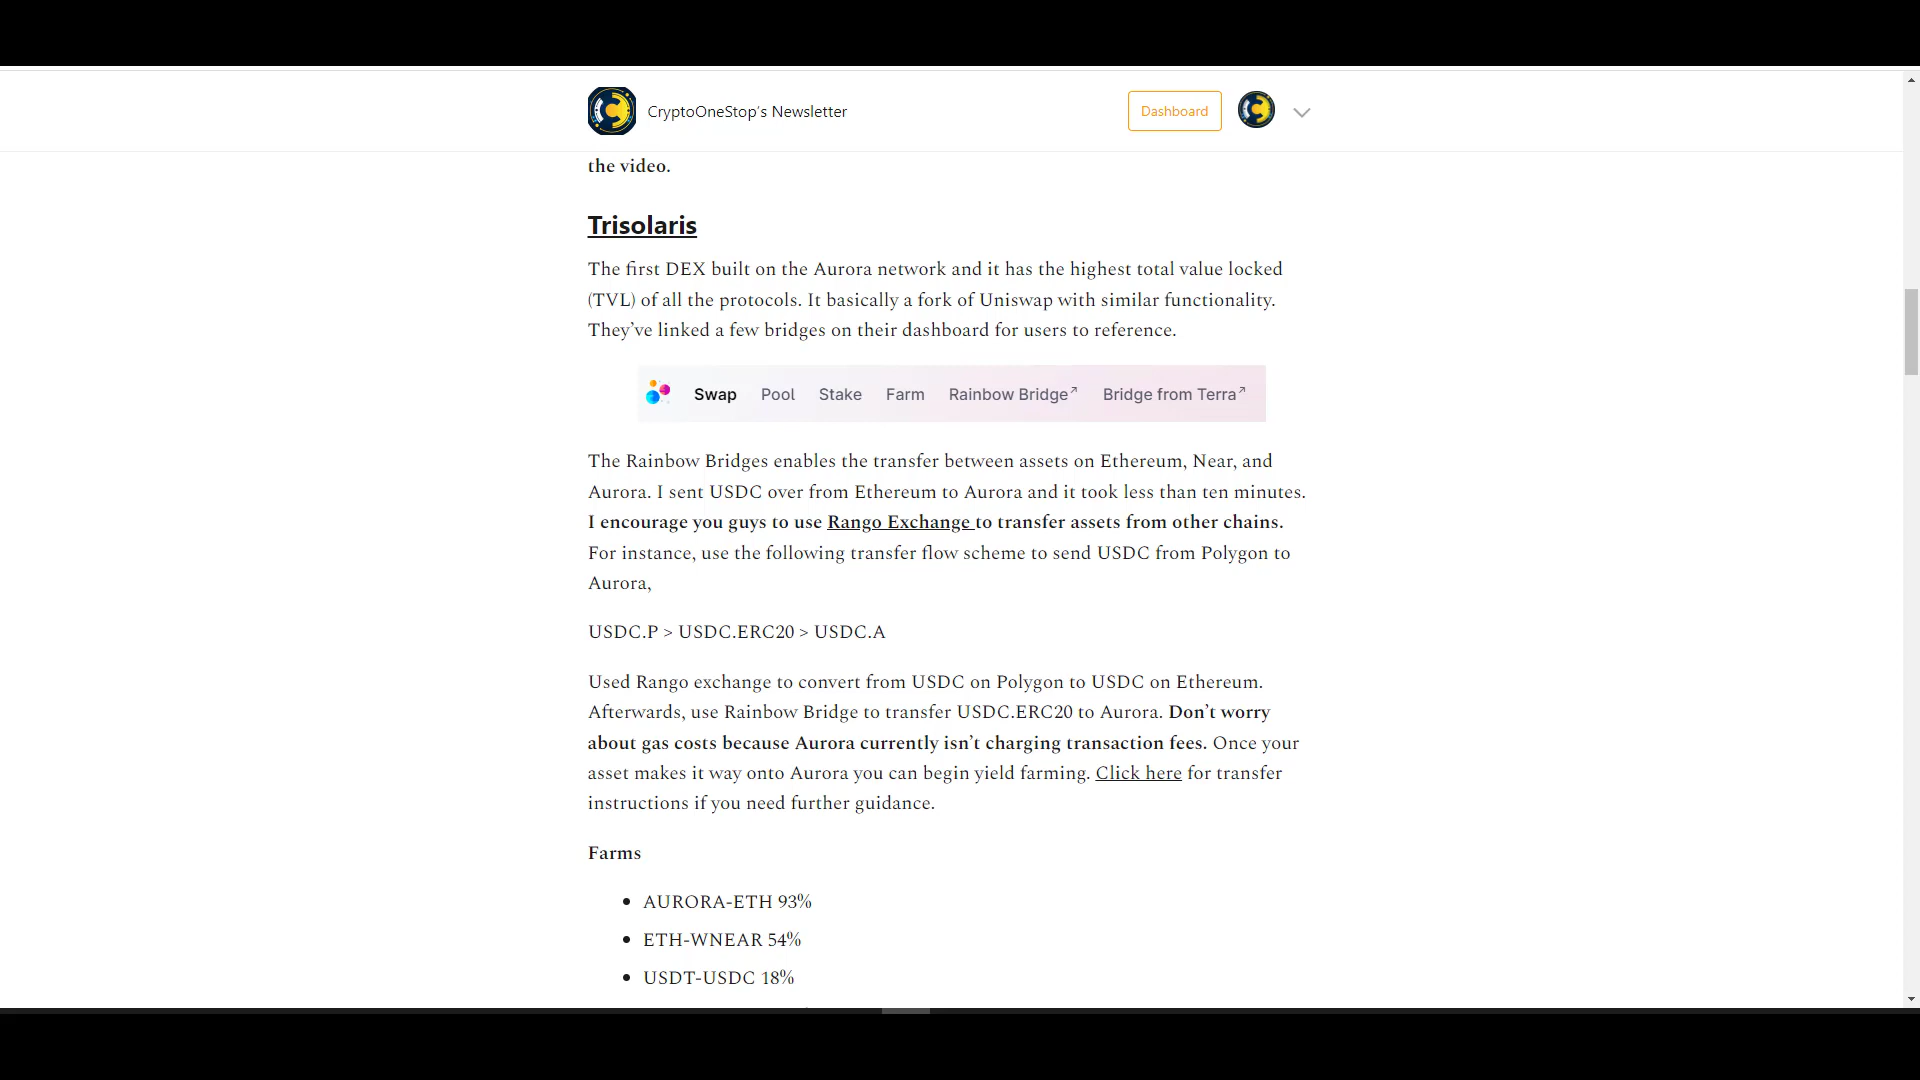 CryptoOneStop’s Newsletter
Dashboard
the video.
Trisolaris
The first DEX built on the Aurora network and it has the highest total value locked
(TVL) of all the protocols. It basically a fork of Uniswap with similar functionality.
They’ve linked a few bridges on their dashboard for users to reference.
Swap Pool Stake Farm Rainbow Bridge↗ Bridge from Terra↗
The Rainbow Bridges enables the transfer between assets on Ethereum, Near, and
Aurora. I sent USDC over from Ethereum to Aurora and it took less than ten minutes.
I encourage you guys to use Rango Exchange to transfer assets from other chains.
For instance, use the following transfer flow scheme to send USDC from Polygon to
Aurora,
USDC.P > USDC.ERC20 > USDC.A
Used Rango exchange to convert from USDC on Polygon to USDC on Ethereum.
Afterwards, use Rainbow Bridge to transfer USDC.ERC20 to Aurora. Don’t worry
about gas costs because Aurora currently isn’t charging transaction fees. Once your
asset makes it way onto Aurora you can begin yield farming. Click here for transfer
instructions if you need further guidance.
Farms
• AURORA-ETH 93%
• ETH-WNEAR 54%
• USDT-USDC 18%